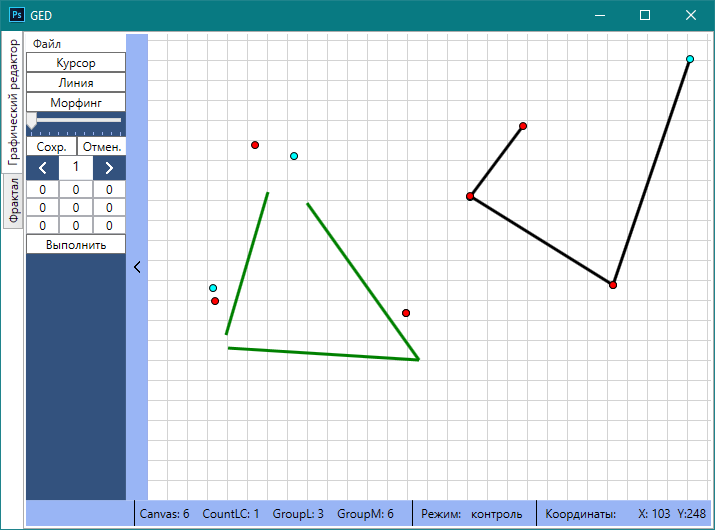 Ps GED
Графический редактор
Фрактал
Файл
Курсор
Линия
Морфинг
Сохр. Отмен.
1
0 0 0
0 0 0
0 0 0
Выполнить
Canvas: 6 CountLC: 1 GroupL: 3 GroupM: 6 Режим: контроль Координаты: X: 103 Y:248